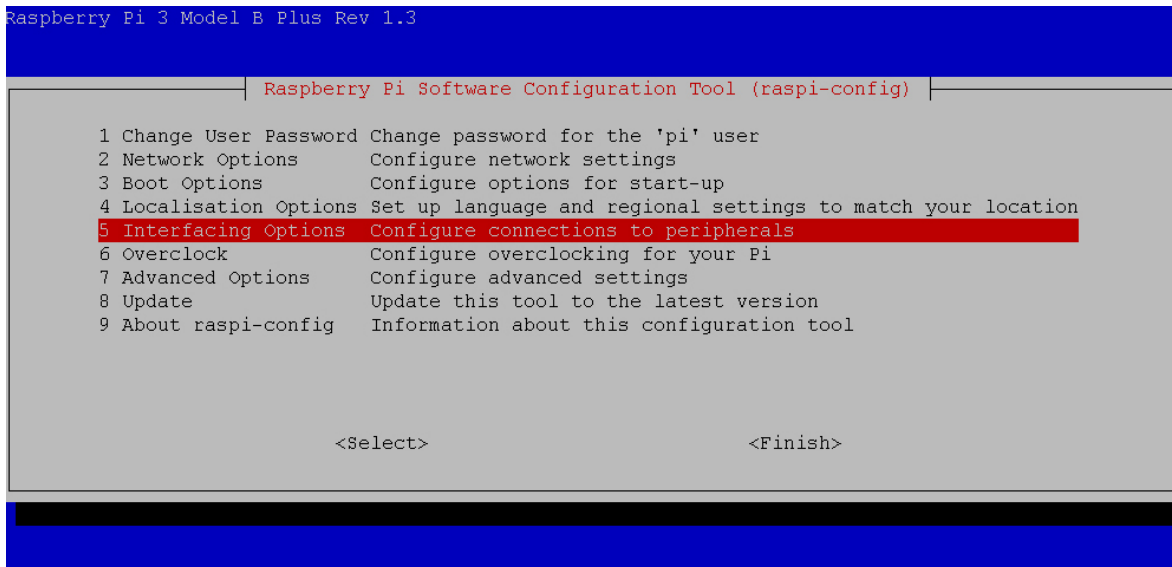 Raspberry Pi 3 Model B Plus Rev 1.3
Raspberry Pi Software Configuration Tool (raspi-config)
1 Change User Password Change password for the 'pi' user
2 Network Options Configure network settings
3 Boot Options Configure options for start-up
4 Localisation Options Set up language and regional settings to match your location
5 Interfacing Options Configure connections to peripherals
6 Overclock Configure overclocking for your Pi
7 Advanced Options Configure advanced settings
8 Update Update this tool to the latest version
9 About raspi-config Information about this configuration tool
<Select> <Finish>